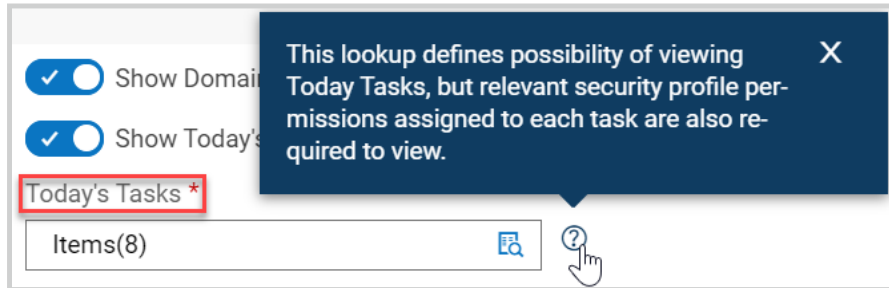 This lookup defines possibility of viewing X
Today Tasks, but relevant security profile per-
missions assigned to each task are also re-
quired to view.
Show Domai
Show Today's
Today's Tasks *
Items(8)
?